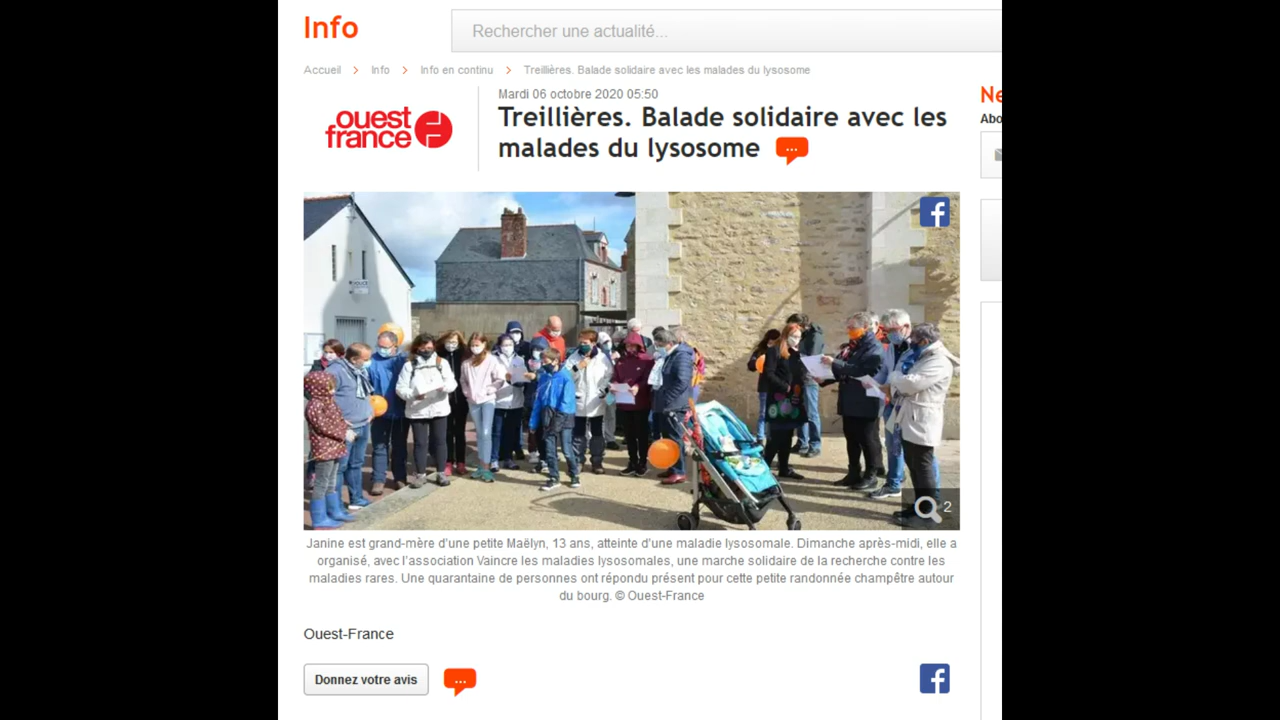 Info
Rechercher une actualité...
Accueil > Info > Info en continu > Treillières. Balade solidaire avec les malades du lysosome
Mardi 06 octobre 2020 05:50
ouest
france
Treillières. Balade solidaire avec les
malades du lysosome
...
Ne
Abo
2
Janine est grand-mère d'une petite Maëlyn, 13 ans, atteinte d'une maladie lysosomale. Dimanche après-midi, elle a
organisé, avec l'association Vaincre les maladies lysosomales, une marche solidaire de la recherche contre les
maladies rares. Une quarantaine de personnes ont répondu présent pour cette petite randonnée champêtre autour
du bourg. © Ouest-France
Ouest-France
Donnez votre avis
...